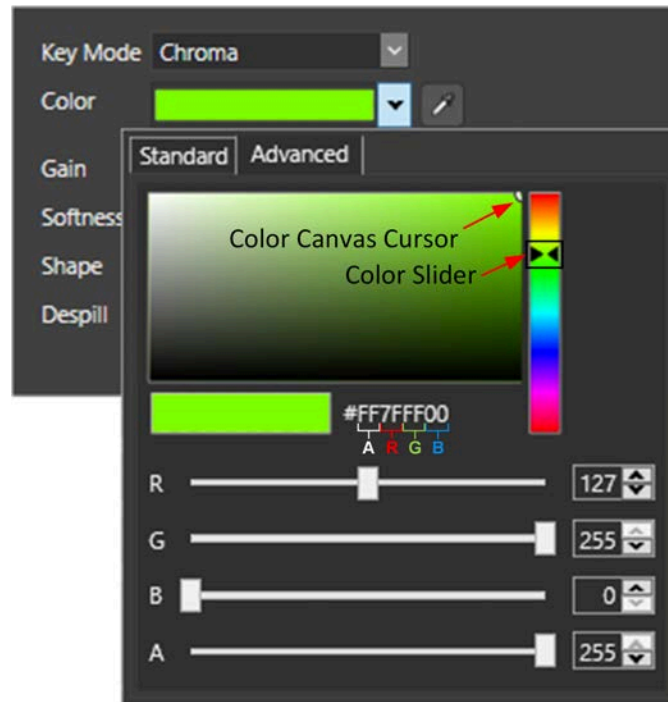 Key Mode Chroma
Color
Standard Advanced
Gain
Softness
Color Canvas Cursor
Color Slider
Shape
Despill
#FF7FFF00
A R G B
R 127
G 255
B 0
A 255